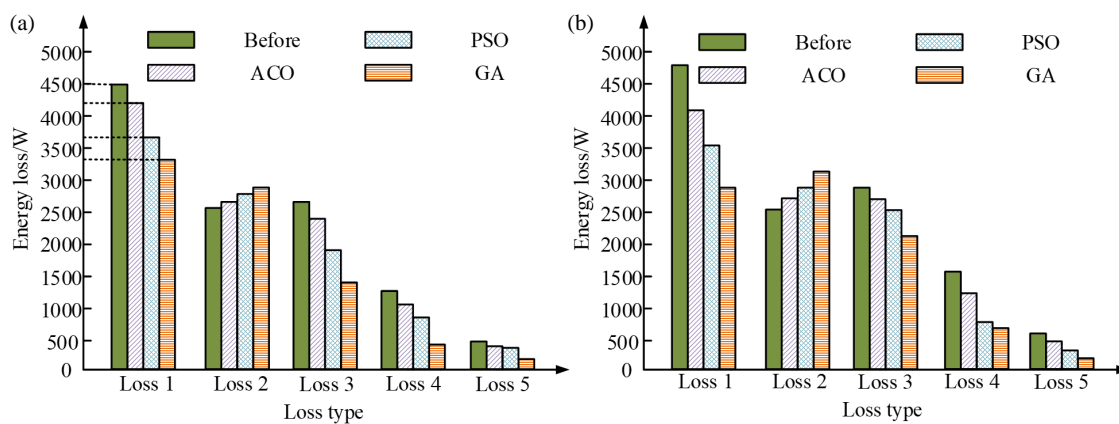 (a)
Before
PSO
ACO
GA
Energy loss/W
5000
4500
4000
3500
3000
2500
2000
1500
1000
500
0
Loss 1
Loss 2
Loss 3
Loss 4
Loss 5
Loss type
(b)
Before
PSO
ACO
GA
Energy loss/W
5000
4500
4000
3500
3000
2500
2000
1500
1000
500
0
Loss 1
Loss 2
Loss 3
Loss 4
Loss 5
Loss type